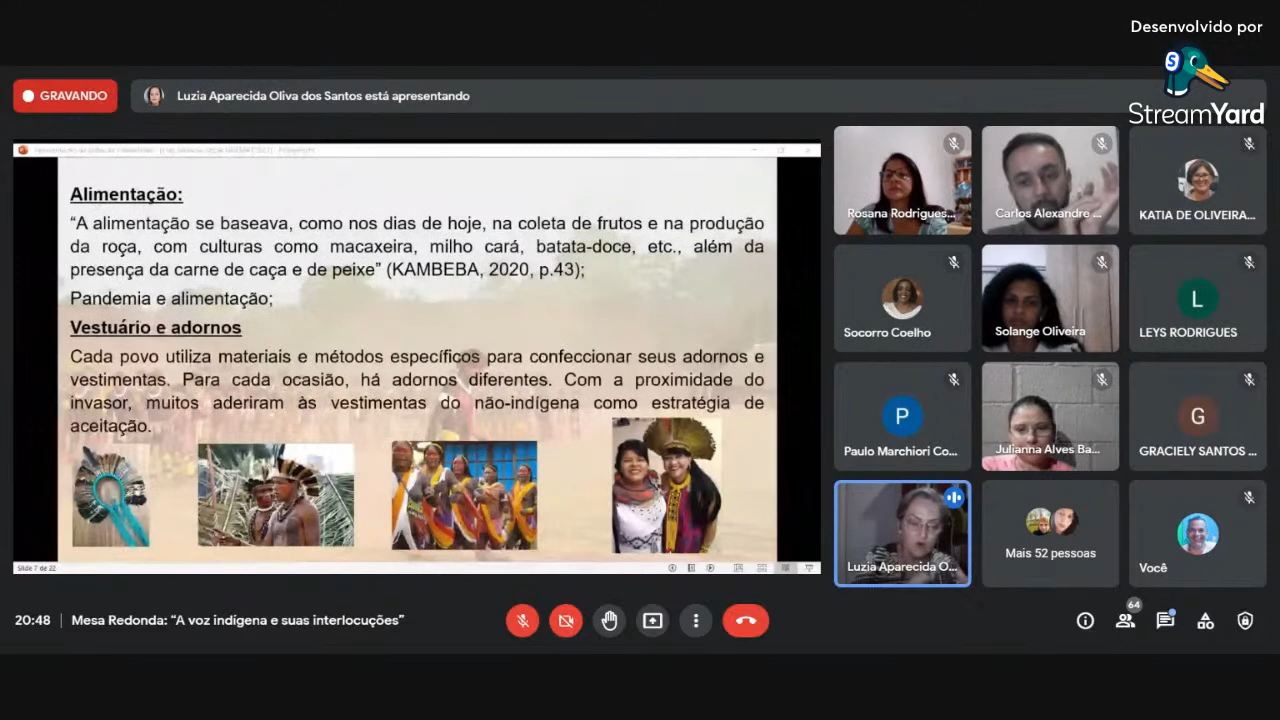 Desenvolvido por
StreamYard
GRAVANDO
Luzia Aparecida Oliva dos Santos está apresentando
Alimentação:
“A alimentação se baseava, como nos dias de hoje, na coleta de frutos e na produção
da roça, com culturas como macaxeira, milho cará, batata-doce, etc., além da
presença da carne de caça e de peixe” (KAMBEBA, 2020, p.43);
Pandemia e alimentação;
Vestuário e adornos
Cada povo utiliza materiais e métodos específicos para confeccionar seus adornos e
vestimentas. Para cada ocasião, há adornos diferentes. Com a proximidade do
invasor, muitos aderiram às vestimentas do não-indígena como estratégia de
aceitação.
Slide 7 de 22
Rosana Rodrigues...
Carlos Alexandre ...
KATIA DE OLIVEIRA...
Socorro Coelho
Solange Oliveira
L
LEYS RODRIGUES
P
Paulo Marchiori Co...
Julianna Alves Ba...
G
GRACIELY SANTOS ...
Luzia Aparecida O...
Mais 52 pessoas
Você
20:48
Mesa Redonda: “A voz indígena e suas interlocuções”
64